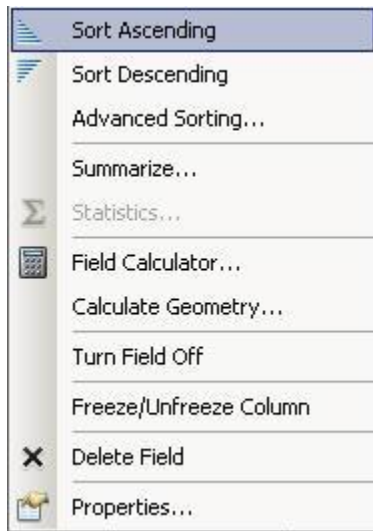 Sort Ascending
Sort Descending
Advanced Sorting...
Summarize...
Σ Statistics...
Field Calculator...
Calculate Geometry...
Turn Field Off
Freeze/Unfreeze Column
Delete Field
Properties...